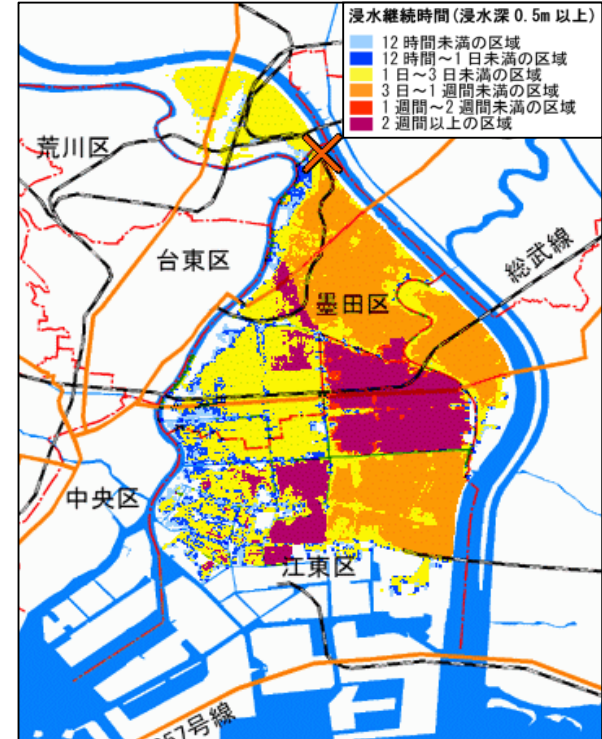 浸水継続時間(浸水深 0.5m 以上)
12 時間未満の区域
12 時間～1 日未満の区域
1 日～3 日未満の区域
3 日～1 週間未満の区域
1 週間～2 週間未満の区域
2 週間以上の区域
荒川区
台東区
総武線
墨田区
中央区
江東区
357号線